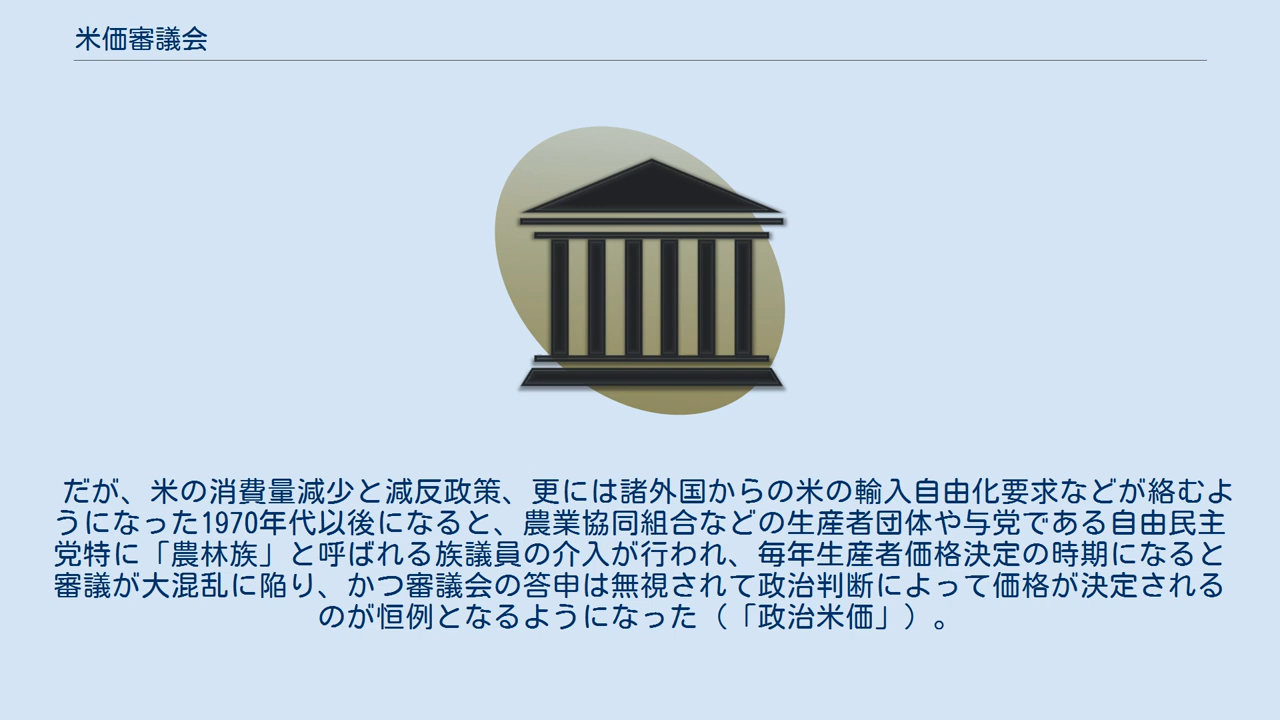 米価審議会
だが、米の消費量減少と減反政策、更には諸外国からの米の輸入自由化要求などが絡むよ
うになった1970年代以後になると、農業協同組合などの生産者団体や与党である自由民主
党特に「農林族」と呼ばれる族議員の介入が行われ、毎年生産者価格決定の時期になると
審議が大混乱に陥り、かつ審議会の答申は無視されて政治判断によって価格が決定される
のが恒例となるようになった（「政治米価」）。